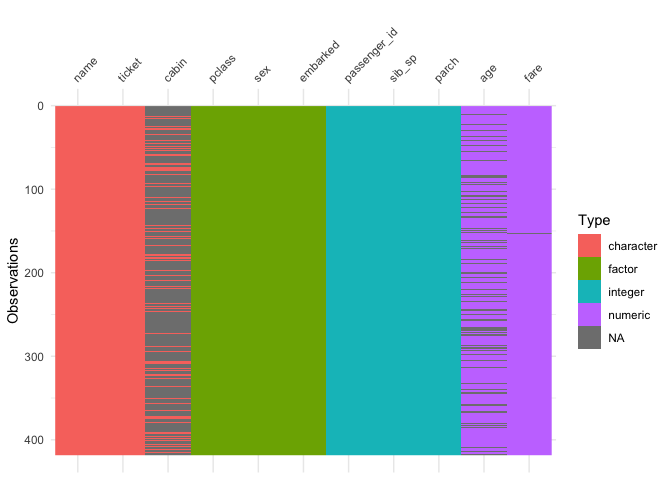 name
ticket
cabin
pclass
sex
embarked
passenger_id
sib_sp
parch
age
fare
0
100
200
300
400
Observations
Type
character
factor
integer
numeric
NA